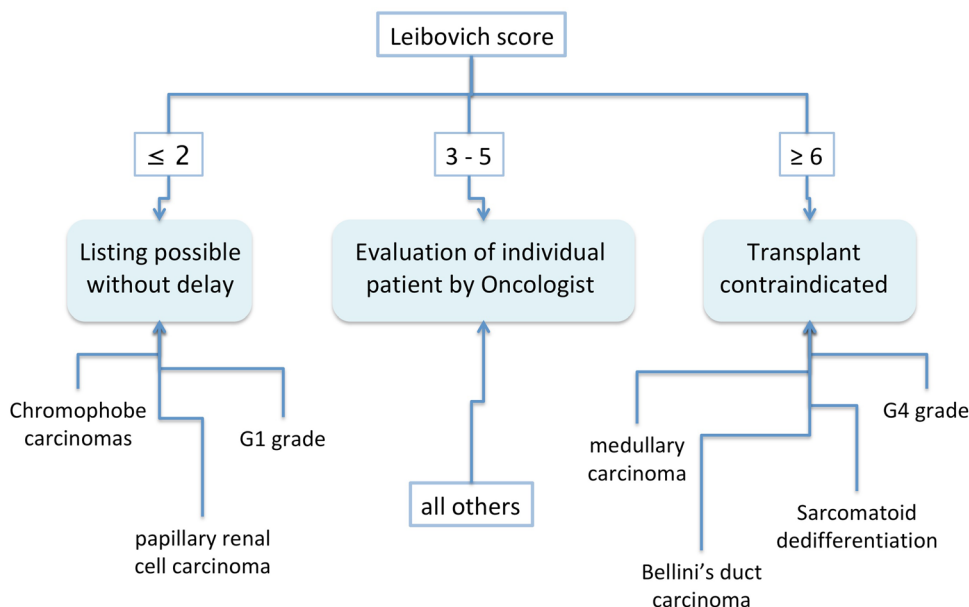 Leibovich score
≤ 2
3 - 5
≥ 6
Listing possible
without delay
Evaluation of individual
patient by Oncologist
Transplant
contraindicated
Chromophobe
carcinomas
G1 grade
papillary renal
cell carcinoma
all others
medullary
carcinoma
G4 grade
Sarcomatoid
dedifferentiation
Bellini's duct
carcinoma